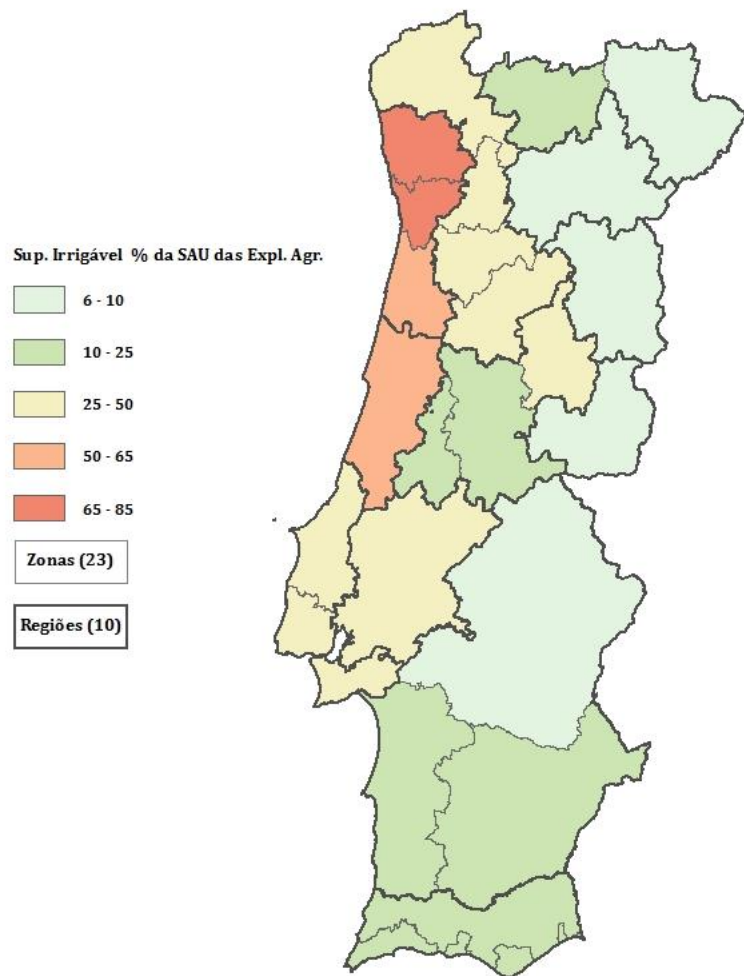 Sup. Irrigável % da SAU das Expl. Agr.
6 - 10
10 - 25
25 - 50
50 - 65
65 - 85
Zonas (23)
Regiões (10)